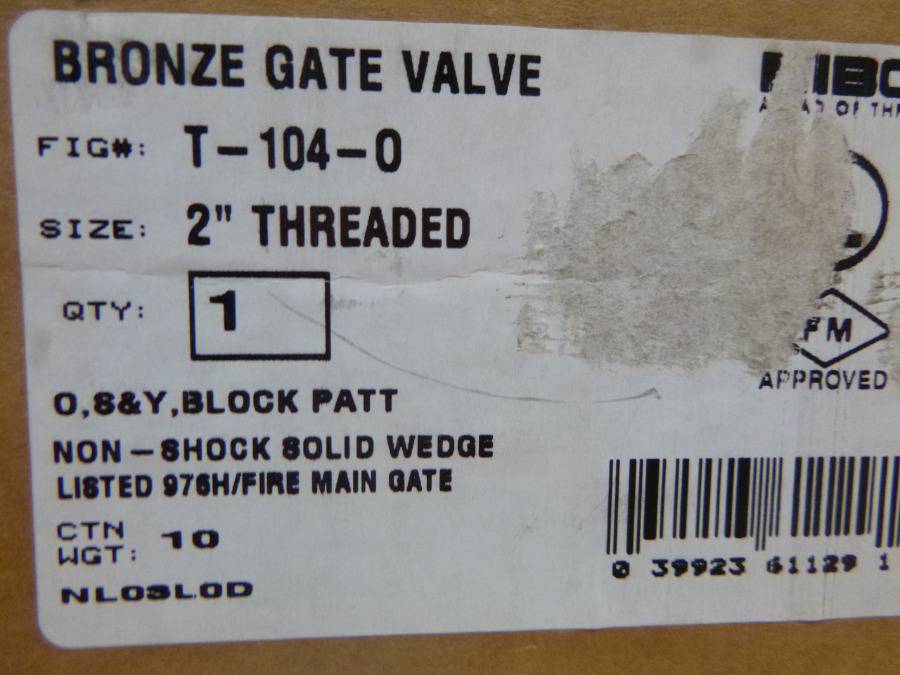 BRONZE GATE VALVE
FIG#: T-104-O
SIZE: 2" THREADED
QTY: 1
O,S&Y,BLOCK PATT
NON-SHOCK SOLID WEDGE
LISTED 976H/FIRE MAIN GATE
CTN WGT: 10
NL03L0D
FM
APPROVED
0 39923 61129 1